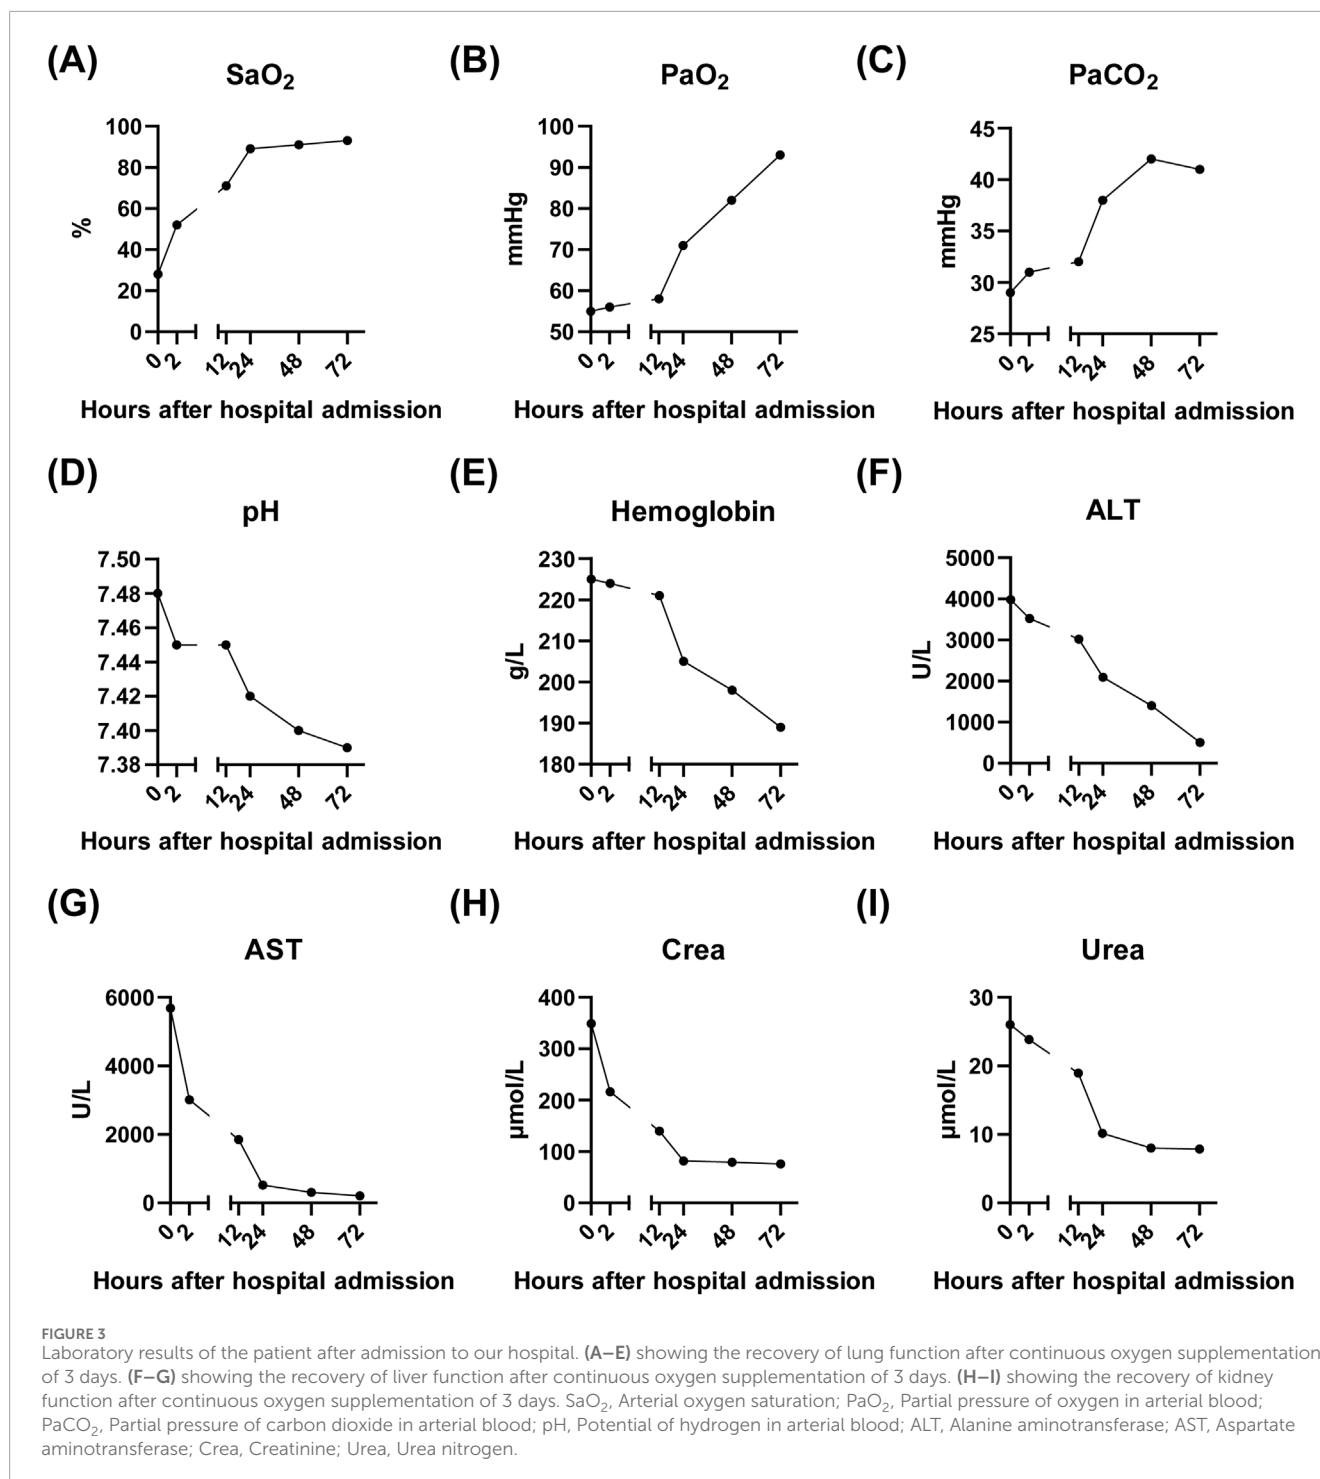 (A)
SaO₂
100
80
60
40
20
0
%
0 2 12 24 48 72
Hours after hospital admission
(B)
PaO₂
100
90
80
70
60
50
mmHg
0 2 12 24 48 72
Hours after hospital admission
(C)
PaCO₂
45
40
35
30
25
mmHg
0 2 12 24 48 72
Hours after hospital admission
(D)
pH
7.50
7.48
7.46
7.44
7.42
7.40
7.38
0 2 12 24 48 72
Hours after hospital admission
(E)
Hemoglobin
230
220
210
200
190
180
g/L
0 2 12 24 48 72
Hours after hospital admission
(F)
ALT
5000
4000
3000
2000
1000
0
U/L
0 2 12 24 48 72
Hours after hospital admission
(G)
AST
6000
4000
2000
0
U/L
0 2 12 24 48 72
Hours after hospital admission
(H)
Crea
400
300
200
100
0
µmol/L
0 2 12 24 48 72
Hours after hospital admission
(I)
Urea
30
20
10
0
µmol/L
0 2 12 24 48 72
Hours after hospital admission
FIGURE 3
Laboratory results of the patient after admission to our hospital. (A–E) showing the recovery of lung function after continuous oxygen supplementation
of 3 days. (F–G) showing the recovery of liver function after continuous oxygen supplementation of 3 days. (H–I) showing the recovery of kidney
function after continuous oxygen supplementation of 3 days. SaO₂, Arterial oxygen saturation; PaO₂, Partial pressure of oxygen in arterial blood;
PaCO₂, Partial pressure of carbon dioxide in arterial blood; pH, Potential of hydrogen in arterial blood; ALT, Alanine aminotransferase; AST, Aspartate
aminotransferase; Crea, Creatinine; Urea, Urea nitrogen.